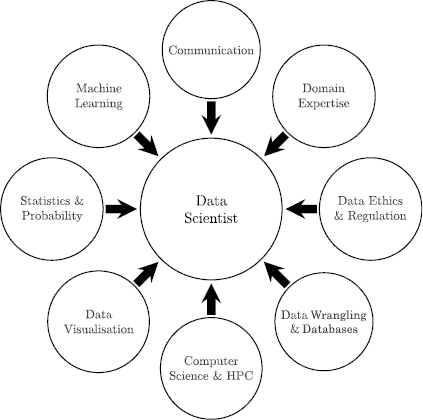 Communication
Machine
Learning
Domain
Expertise
Statistics &
Probability
Data
Scientist
Data Ethics
& Regulation
Data
Visualisation
Data Wrangling
& Databases
Computer
Science & HPC